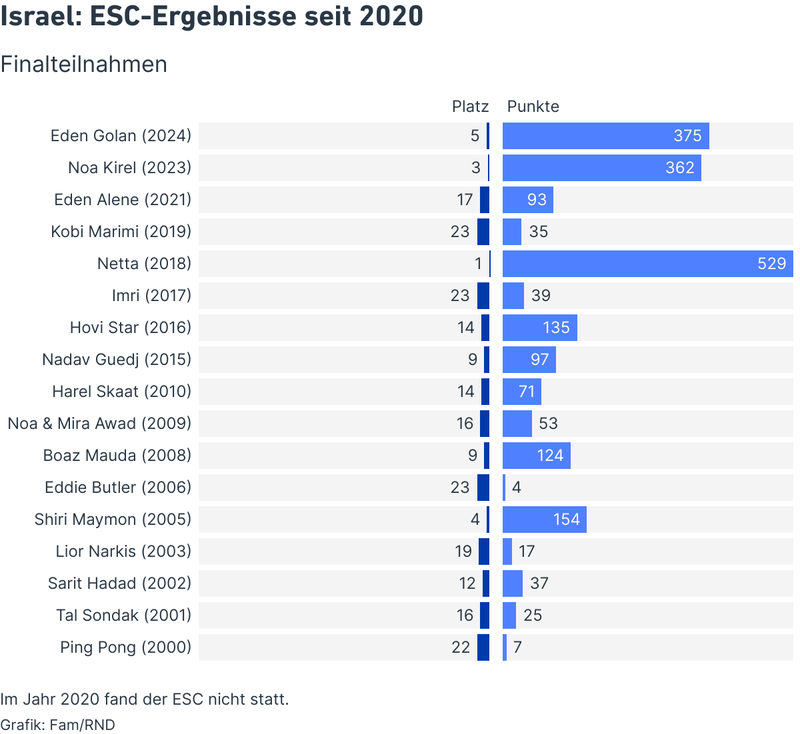 Israel: ESC-Ergebnisse seit 2020
Finalteilnahmen
Platz Punkte
Eden Golan (2024) 5 375
Noa Kirel (2023) 3 362
Eden Alene (2021) 17 93
Kobi Marimi (2019) 23 35
Netta (2018) 1 529
Imri (2017) 23 39
Hovi Star (2016) 14 135
Nadav Guedj (2015) 9 97
Harel Skaat (2010) 14 71
Noa & Mira Awad (2009) 16 53
Boaz Mauda (2008) 9 124
Eddie Butler (2006) 23 4
Shiri Maymon (2005) 4 154
Lior Narkis (2003) 19 17
Sarit Hadad (2002) 12 37
Tal Sondak (2001) 16 25
Ping Pong (2000) 22 7
Im Jahr 2020 fand der ESC nicht statt.
Grafik: Fam/RND